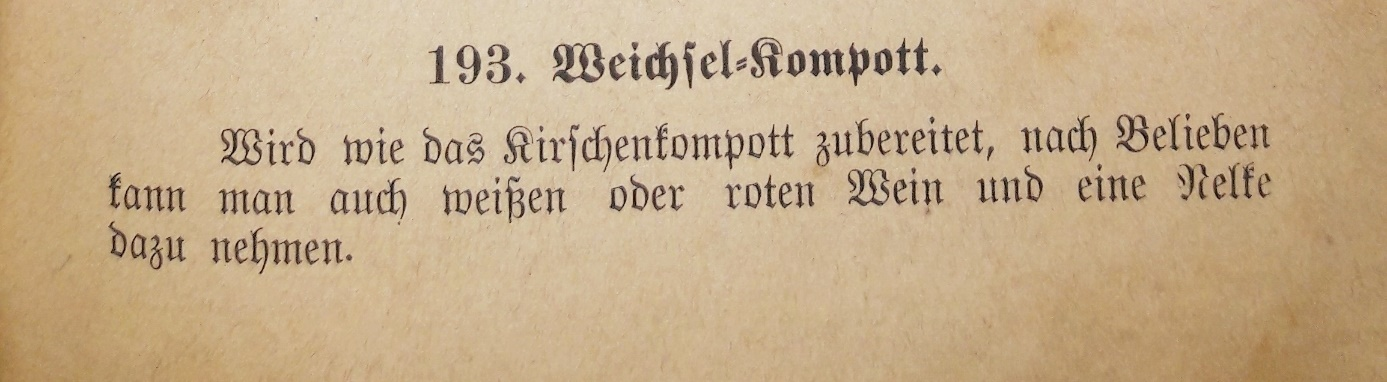 193. Weichsel-Kompott.
Wird wie das Kirschenkompott zubereitet, nach Belieben
kann man auch weißen oder roten Wein und eine Nelke
dazu nehmen.